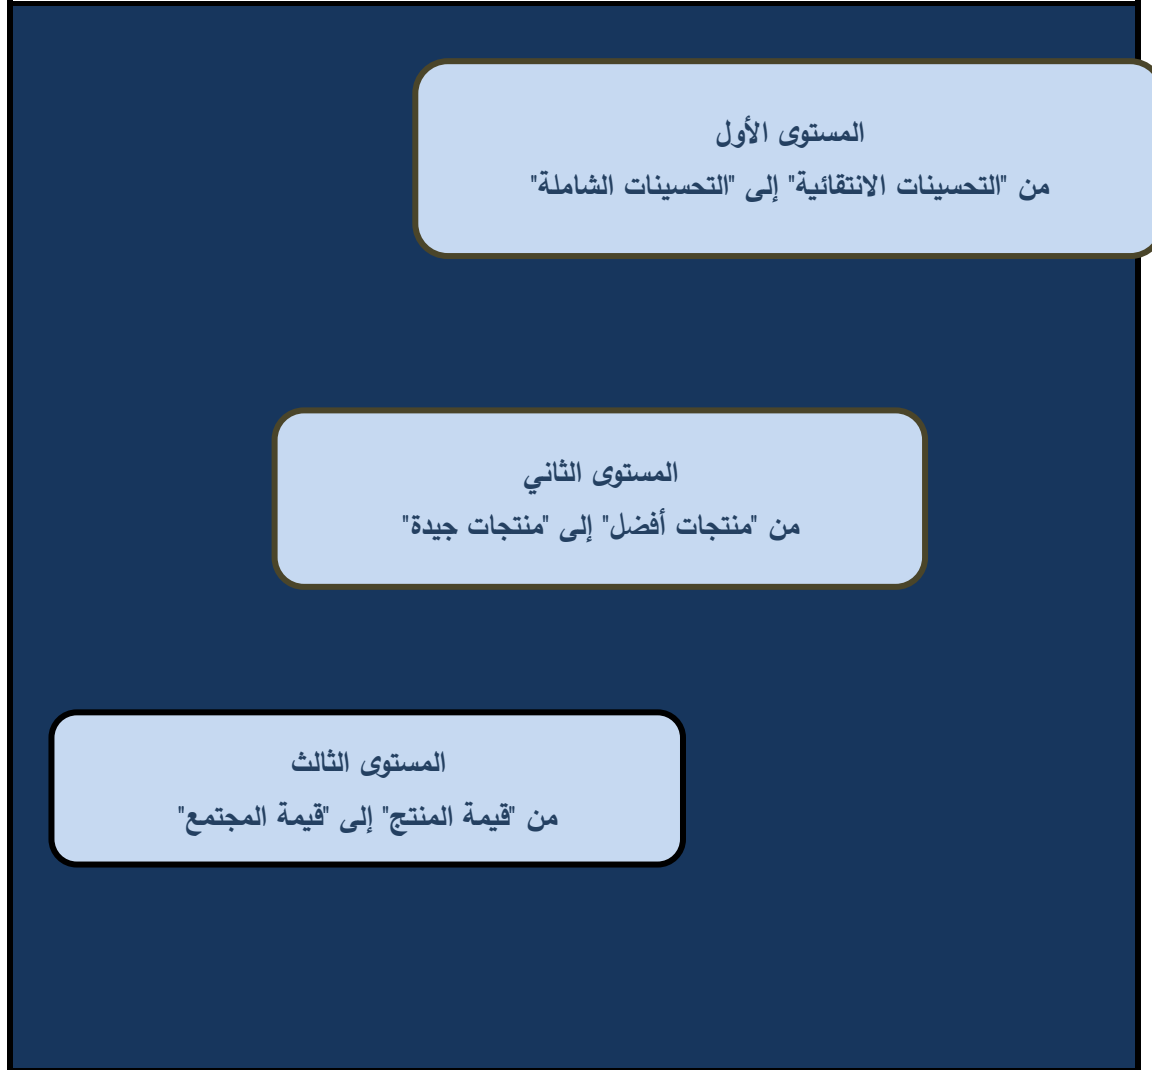 المستوى الأول
من "التحسينات الانتقائية" إلى "التحسينات الشاملة"
المستوى الثاني
من "منتجات أفضل" إلى "منتجات جيدة"
المستوى الثالث
من "قيمة المنتج" إلى "قيمة المجتمع"